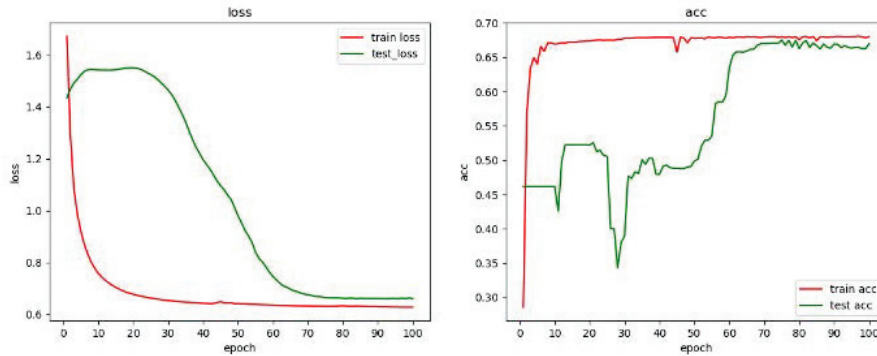 loss
train loss
test_loss
1.6
1.4
1.2
1.0
0.8
0.6
loss
0 10 20 30 40 50 60 70 80 90 100
epoch
acc
0.70
0.65
0.60
0.55
0.50
0.45
0.40
0.35
0.30
acc
train acc
test acc
0 10 20 30 40 50 60 70 80 90 100
epoch